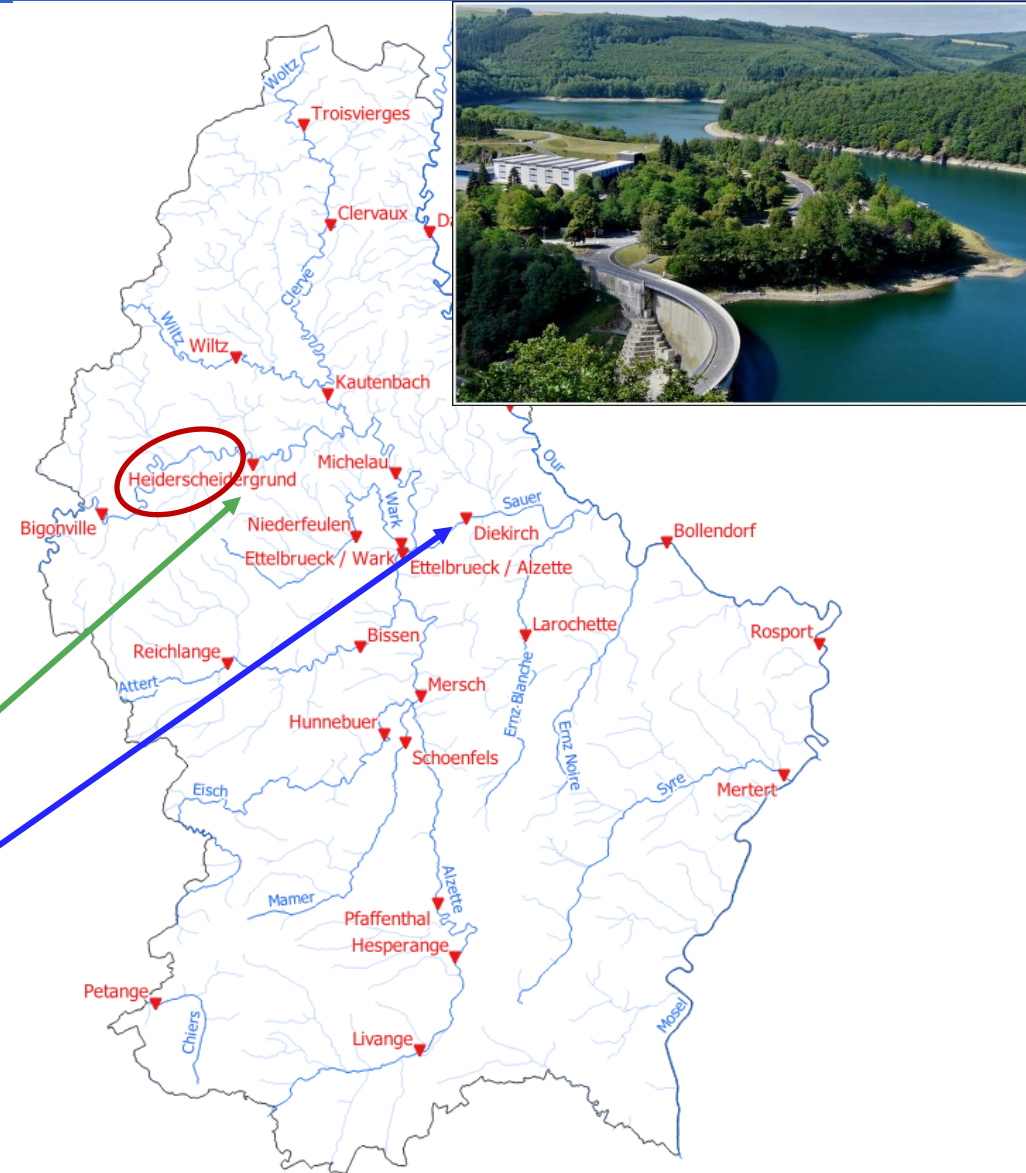 Woltz
Troisvierges
Clervaux
Clerve
Wiltz
Wiltz
Kautenbach
Heiderscheidergrund
Michelau
Our
Bigonville
Niederfeulen
Wark
Sauer
Diekirch
Bollendorf
Ettelbrueck / Wark
Ettelbrueck / Alzette
Larochette
Rosport
Bissen
Reichlange
Attert
Mersch
Ernz-Blanche
Ernz Noire
Hunnebuer
Schoenfels
Eisch
Syre
Mertert
Mamer
Alzette
Pfaffenthal
Hesperange
Petange
Chiers
Livange
Mosel